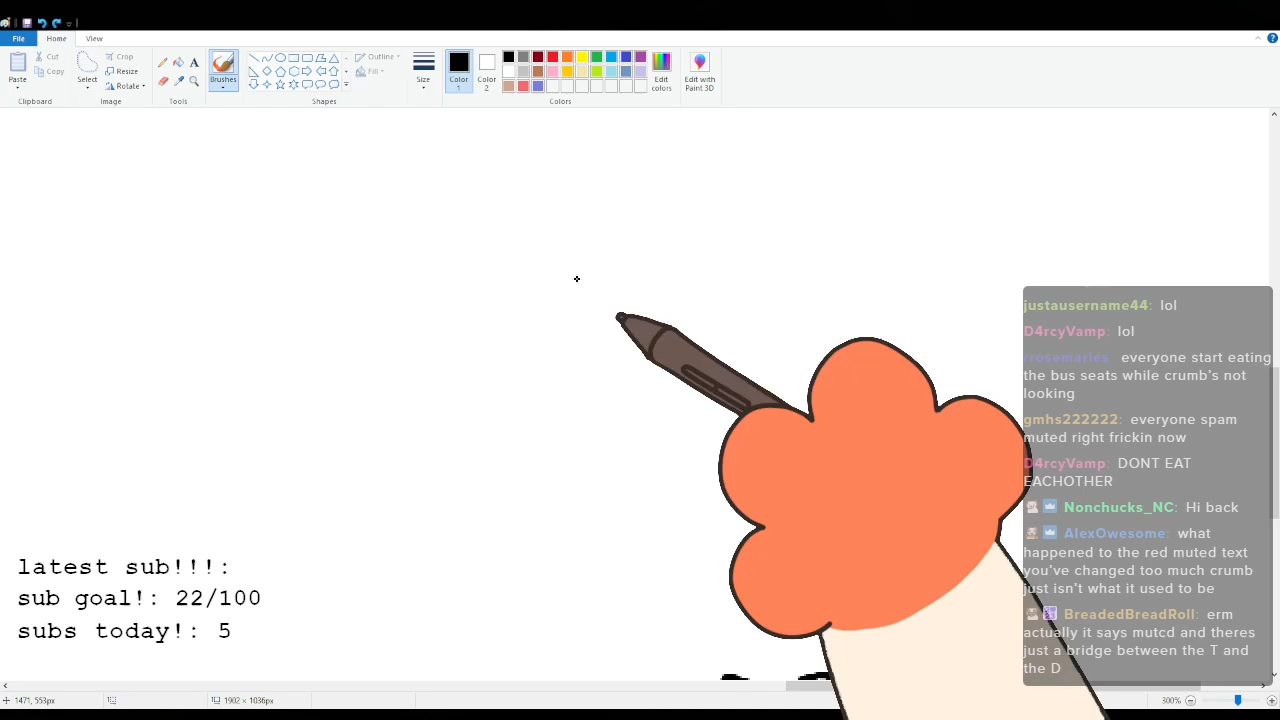 File Home View
Cut
Copy
Paste
Clipboard
Select
Crop
Resize
Rotate
Image
Tools
Brushes
Shapes
Outline
Fill
Size
Color 1
Color 2
Edit colors
Colors
Edit with Paint 3D
justausername44: lol
D4rcyVamp: lol
rrosemaries: everyone start eating
the bus seats while crumb's not
looking
gmhs222222: everyone spam
muted right frickin now
D4rcyVamp: DONT EAT
EACHOTHER
Nonchucks_NC: Hi back
AlexOwesome: what
happened to the red muted text
you've changed too much crumb
just isn't what it used to be
BreadedBreadRoll: erm
actually it says mutcd and theres
just a bridge between the T and
the D
latest sub!!!:
sub goal!: 22/100
subs today!: 5
1471, 553px
1902 × 1036px
300%